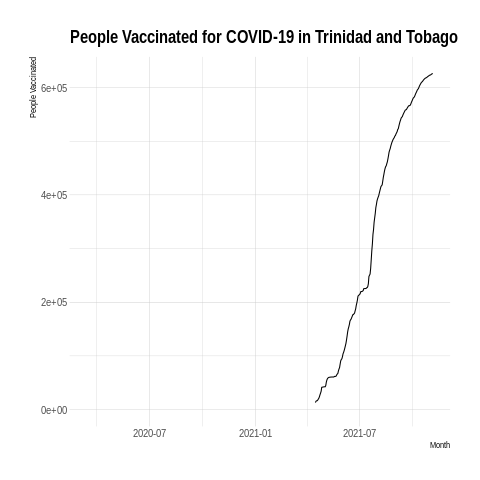 People Vaccinated for COVID-19 in Trinidad and Tobago
People Vaccinated
6e+05
4e+05
2e+05
0e+00
2020-07 2021-01 2021-07
Month